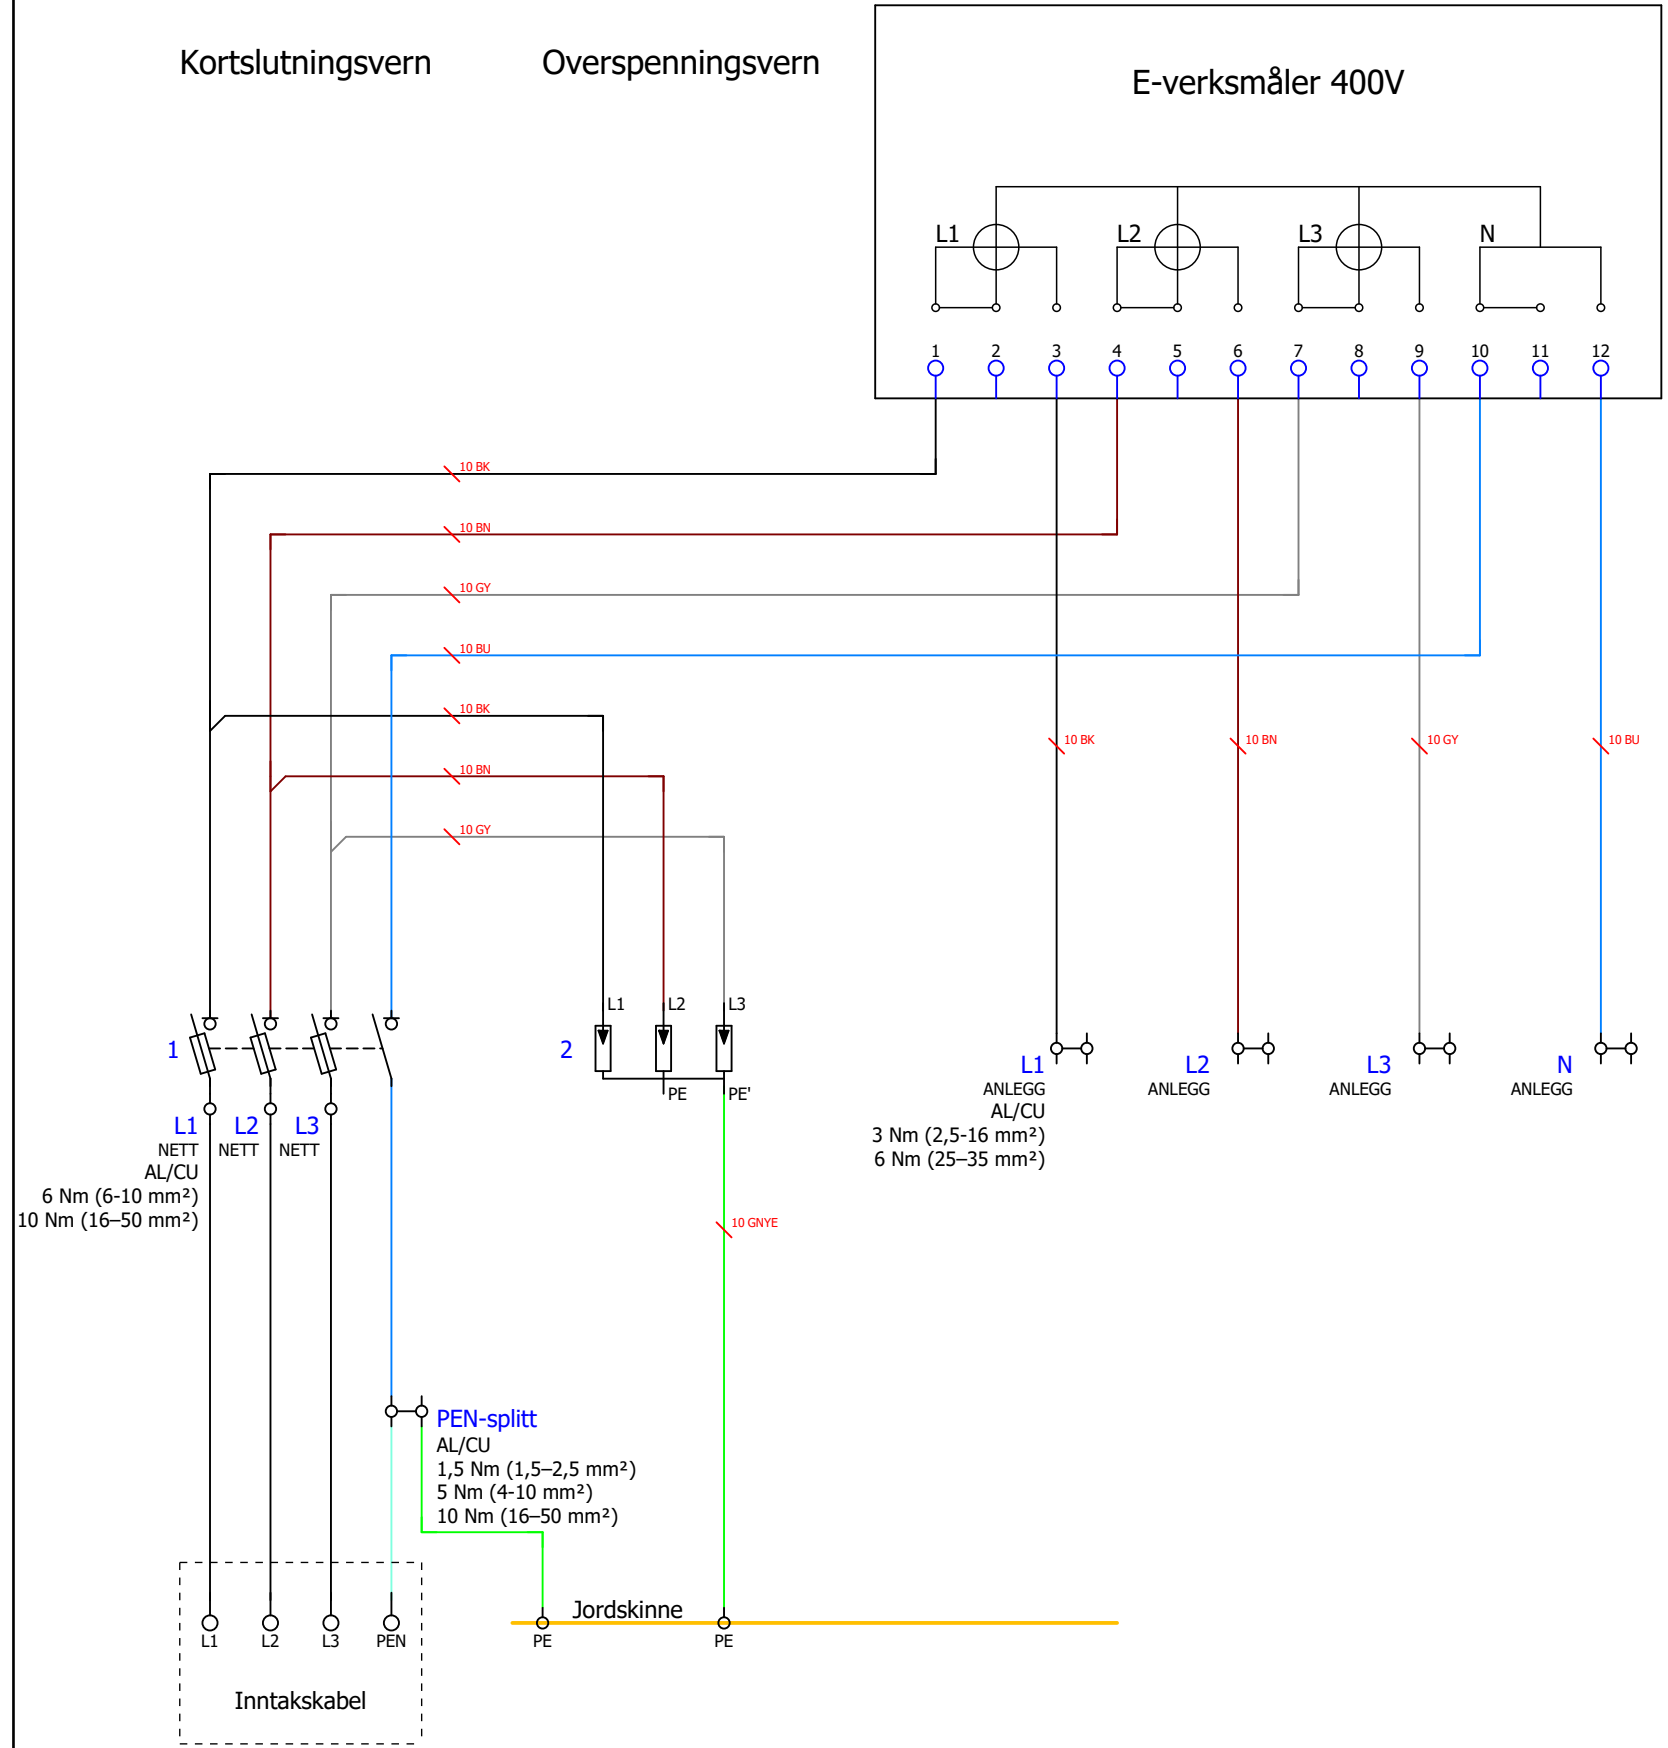 Kortslutningsvern
Overspenningsvern
E-verksmåler 400V
L1
L2
L3
N
1
2
3
4
5
6
7
8
9
10
11
12
10 BK
10 BN
10 GY
10 BU
10 BK
10 BN
10 GY
10 BK
10 BN
10 GY
10 BU
1
L1
NETT
L2
NETT
L3
NETT
AL/CU
6 Nm (6-10 mm²)
10 Nm (16–50 mm²)
2
L1
L2
L3
PE
PE'
L1
ANLEGG
AL/CU
3 Nm (2,5-16 mm²)
6 Nm (25–35 mm²)
L2
ANLEGG
L3
ANLEGG
N
ANLEGG
10 GNYE
PEN-splitt
AL/CU
1,5 Nm (1,5–2,5 mm²)
5 Nm (4-10 mm²)
10 Nm (16–50 mm²)
Jordskinne
PE
PE
L1
L2
L3
PEN
Inntakskabel